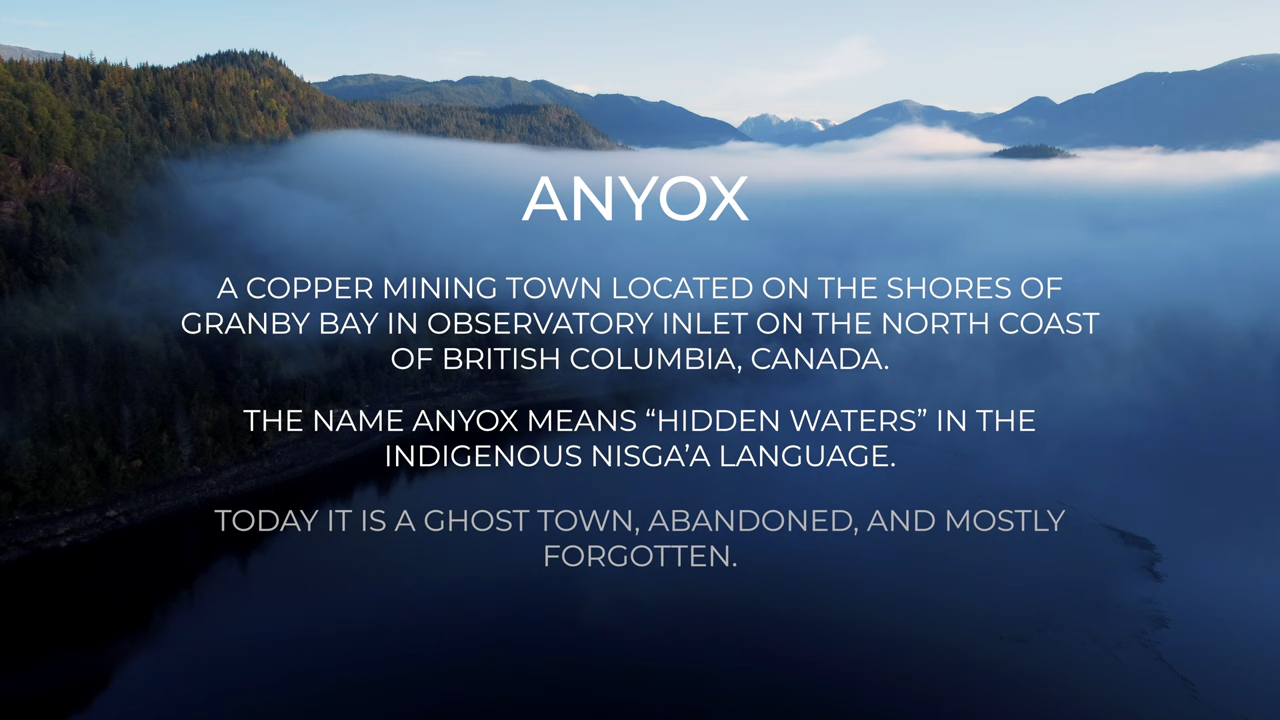 ANYOX
A COPPER MINING TOWN LOCATED ON THE SHORES OF
GRANBY BAY IN OBSERVATORY INLET ON THE NORTH COAST
OF BRITISH COLUMBIA, CANADA.
THE NAME ANYOX MEANS “HIDDEN WATERS” IN THE
INDIGENOUS NISGA’A LANGUAGE.
TODAY IT IS A GHOST TOWN, ABANDONED, AND MOSTLY
FORGOTTEN.